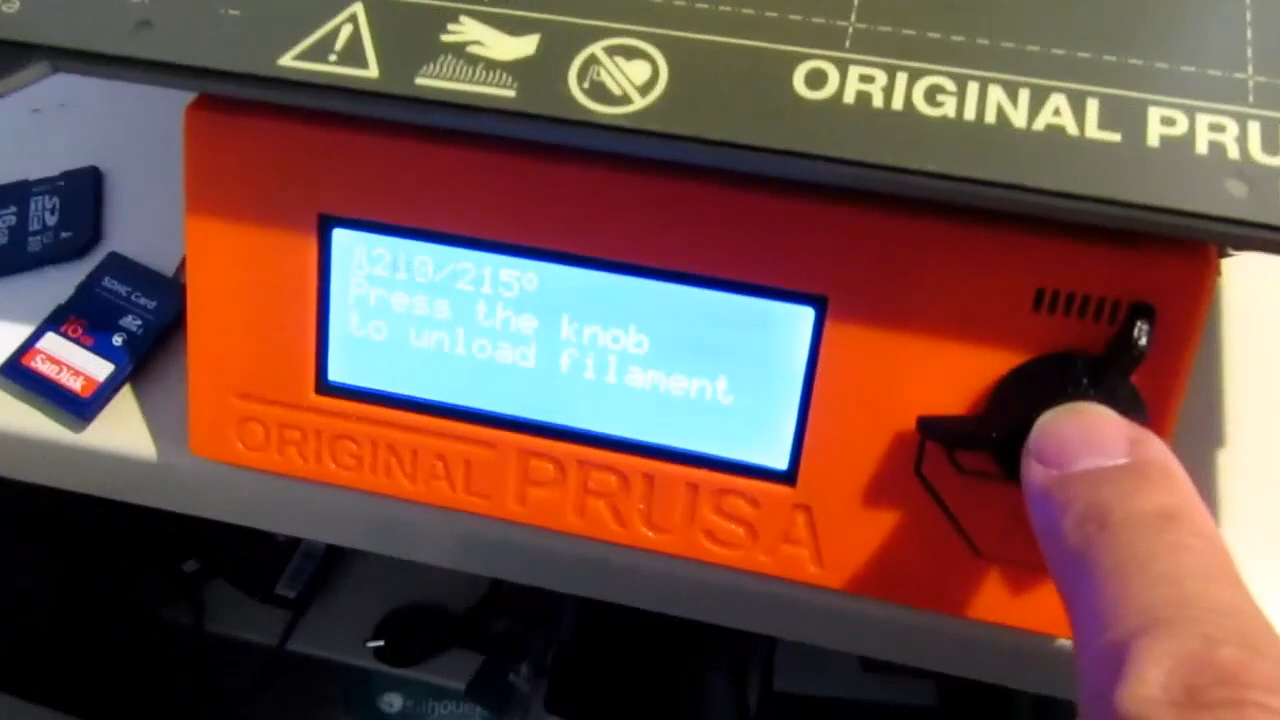 ORIGINAL PRU
SDHC Card
SanDisk
210/215°
Press the knob
to unload filament
ORIGINAL PRUSA